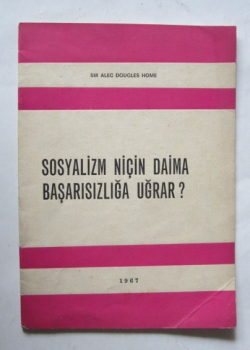 SIR ALEC DOUGLES HOME
SOSYALİZM NİÇİN DAİMA
BAŞARISIZLIĞA UĞRAR?
1967